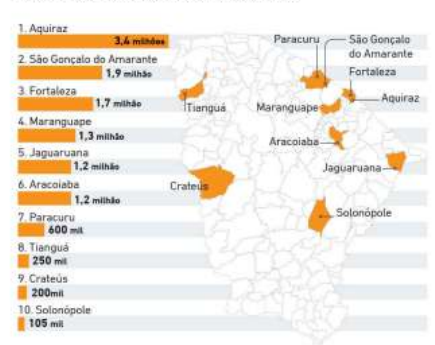 1. Aquiraz
3,4 milhões
2. São Gonçalo do Amarante
1,9 milhão
3. Fortaleza
1,7 milhão
4. Maranguape
1,3 milhão
5. Jaguaruana
1,2 milhão
6. Aracoiaba
1,2 milhão
7. Paracuru
600 mil
8. Tianguá
250 mil
9. Crateús
200mil
10. Solonópole
105 mil
Paracuru
São Gonçalo
do Amarante
Fortaleza
Tianguá
Maranguape
Aquiraz
Aracoiaba
Jaguaruana
Crateús
Solonópole